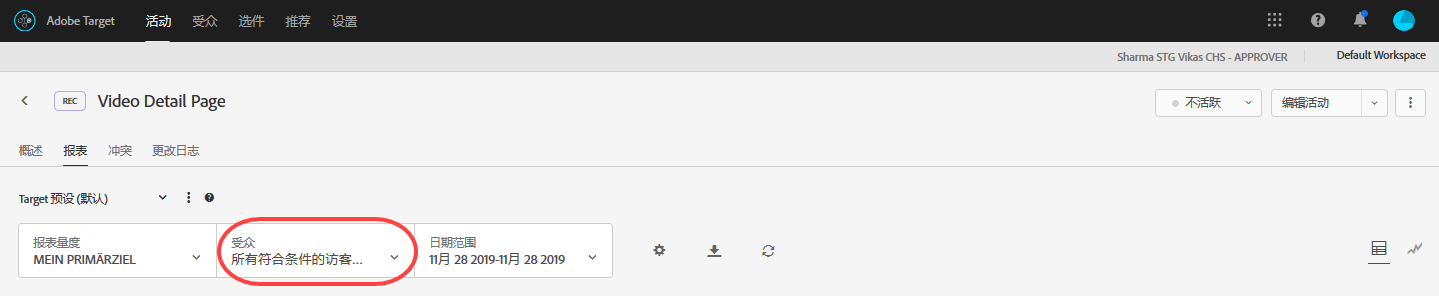 Adobe Target 活动 受众 选件 推荐 设置
Sharma STG Vikas CHS - APPROVER Default Workspace
REC Video Detail Page 不活跃 编辑活动
概述 报表 冲突 更改日志
Target 预设 (默认)
报表量度 受众 日期范围
MEIN PRIMÄRZIEL 所有符合条件的访客... 11月 28 2019-11月 28 2019